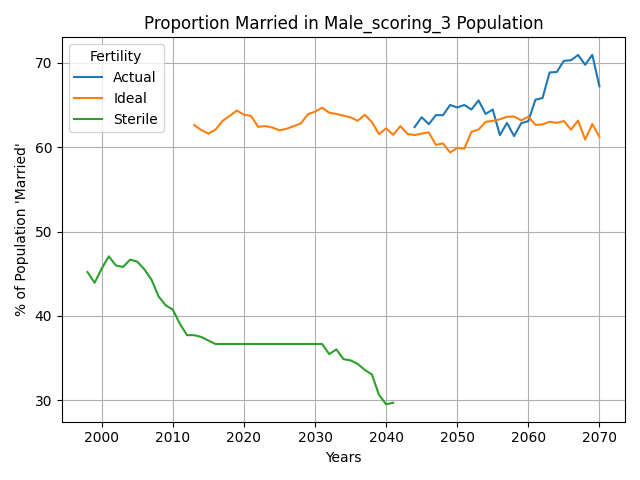 Proportion Married in Male_scoring_3 Population
Fertility
Actual
Ideal
Sterile
% of Population 'Married'
70
60
50
40
30
2000 2010 2020 2030 2040 2050 2060 2070
Years